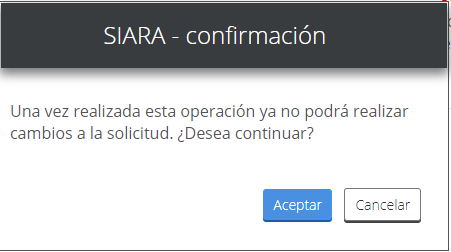 SIARA - confirmación
Una vez realizada esta operación ya no podrá realizar
cambios a la solicitud. ¿Desea continuar?
Aceptar
Cancelar